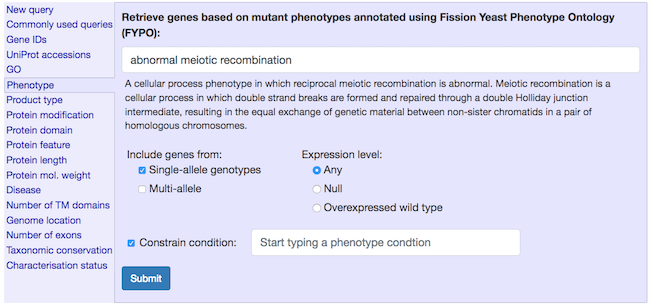 New query
Commonly used queries
Gene IDs
UniProt accessions
GO
Phenotype
Product type
Protein modification
Protein domain
Protein feature
Protein length
Protein mol. weight
Disease
Number of TM domains
Genome location
Number of exons
Taxonomic conservation
Characterisation status
Retrieve genes based on mutant phenotypes annotated using Fission Yeast Phenotype Ontology
(FYPO):
abnormal meiotic recombination
A cellular process phenotype in which reciprocal meiotic recombination is abnormal. Meiotic recombination is a
cellular process in which double strand breaks are formed and repaired through a double Holliday junction
intermediate, resulting in the equal exchange of genetic material between non-sister chromatids in a pair of
homologous chromosomes.
Include genes from:
Single-allele genotypes
Multi-allele
Expression level:
Any
Null
Overexpressed wild type
Constrain condition:
Start typing a phenotype condtion
Submit